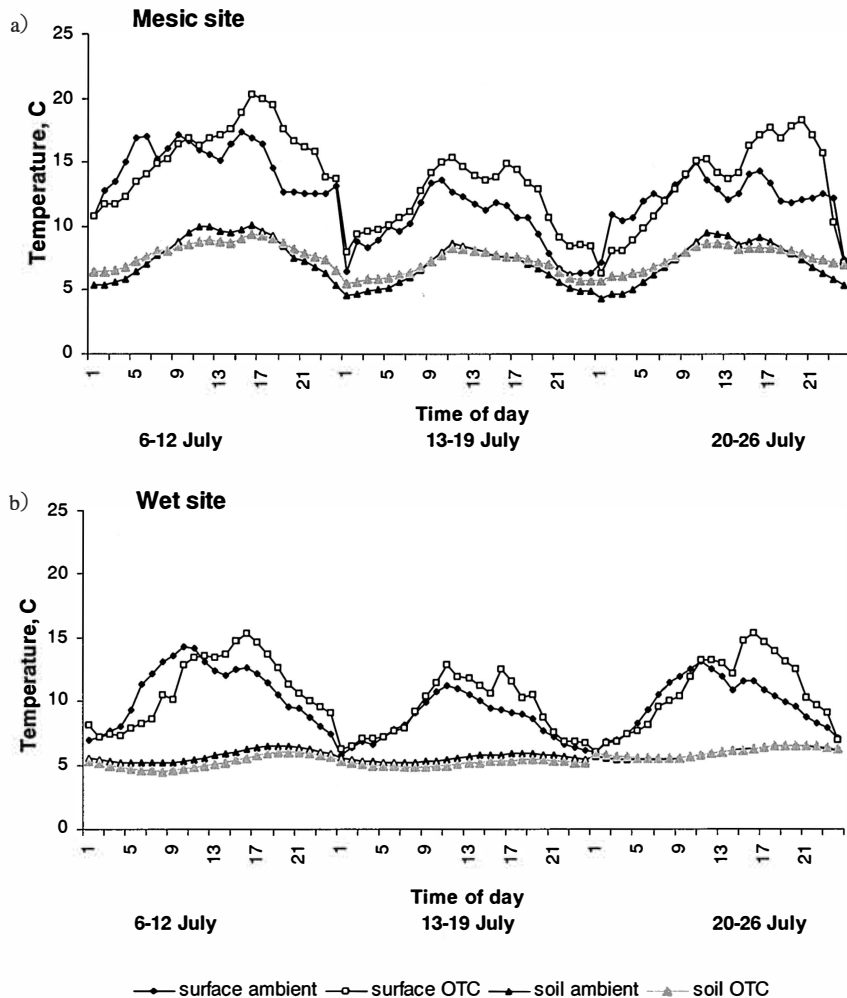 a) Mesic site
25
20
15
10
5
0
Temperature, C
1 5 9 13 17 21 1 5 9 13 17 21 1 5 9 13 17 21
Time of day
6-12 July 13-19 July 20-26 July
b) Wet site
25
20
15
10
5
0
Temperature, C
1 5 9 13 17 21 1 5 9 13 17 21 1 5 9 13 17 21
Time of day
6-12 July 13-19 July 20-26 July
surface ambient surface OTC soil ambient soil OTC